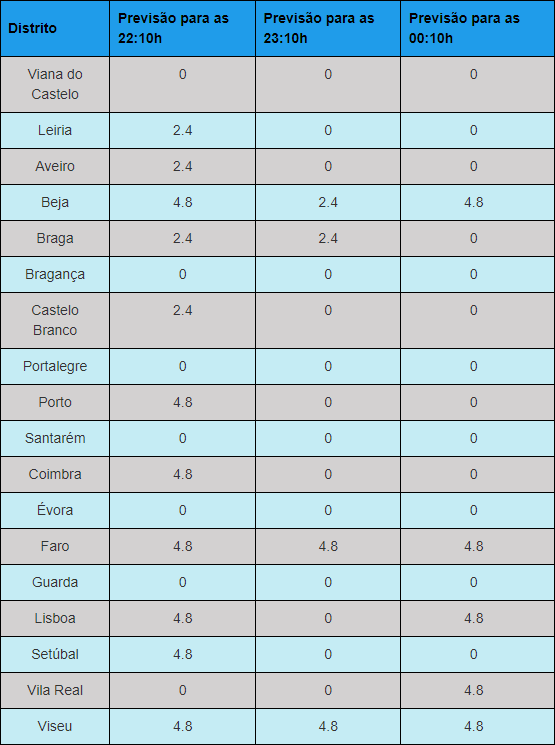 Distrito Previsão para as 22:10h Previsão para as 23:10h Previsão para as 00:10h
Viana do Castelo 0 0 0
Leiria 2.4 0 0
Aveiro 2.4 0 0
Beja 4.8 2.4 4.8
Braga 2.4 2.4 0
Bragança 0 0 0
Castelo Branco 2.4 0 0
Portalegre 0 0 0
Porto 4.8 0 0
Santarém 0 0 0
Coimbra 4.8 0 0
Évora 0 0 0
Faro 4.8 4.8 4.8
Guarda 0 0 0
Lisboa 4.8 0 4.8
Setúbal 4.8 0 0
Vila Real 0 0 4.8
Viseu 4.8 4.8 4.8